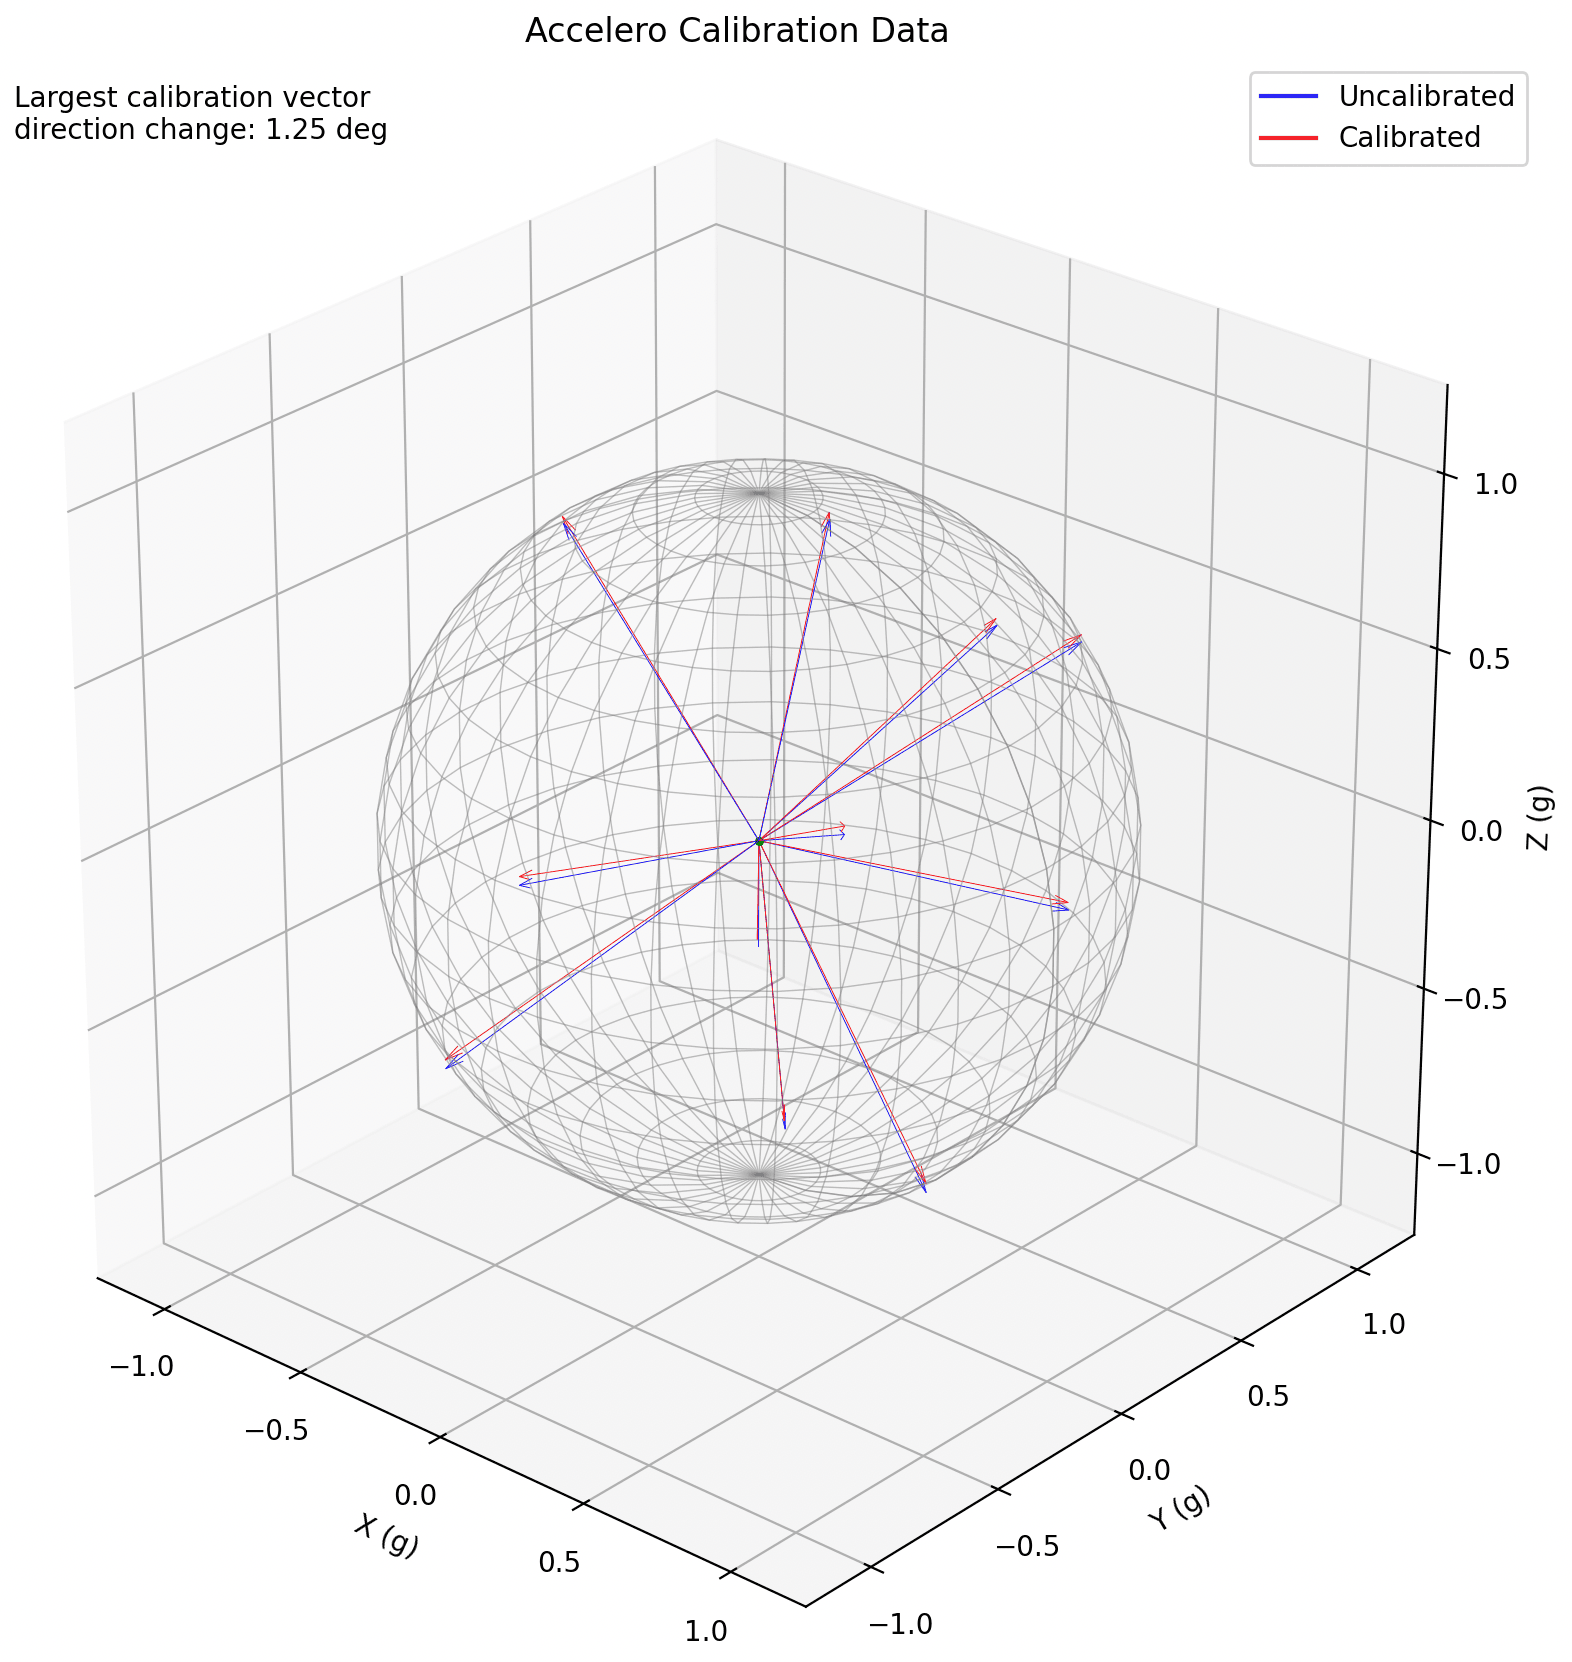 Accelero Calibration Data
Largest calibration vector
direction change: 1.25 deg
Uncalibrated
Calibrated
1.0
0.5
0.0
−0.5
−1.0
Z (g)
−1.0
−0.5
0.0
0.5
1.0
X (g)
1.0
0.5
0.0
−0.5
−1.0
Y (g)